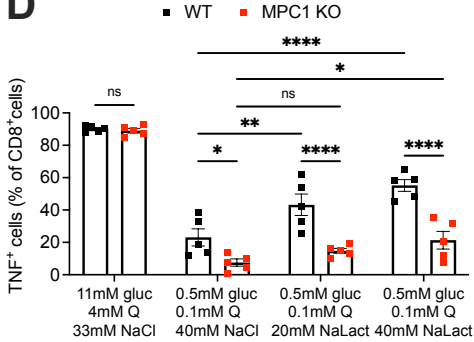 D
WT MPC1 KO
****
*
ns
**
ns * **** ****
TNF+ cells (% of CD8+cells)
100
80
60
40
20
0
11mM gluc 0.5mM gluc 0.5mM gluc 0.5mM gluc
4mM Q 0.1mM Q 0.1mM Q 0.1mM Q
33mM NaCl 40mM NaCl 20mM NaLact 40mM NaLact